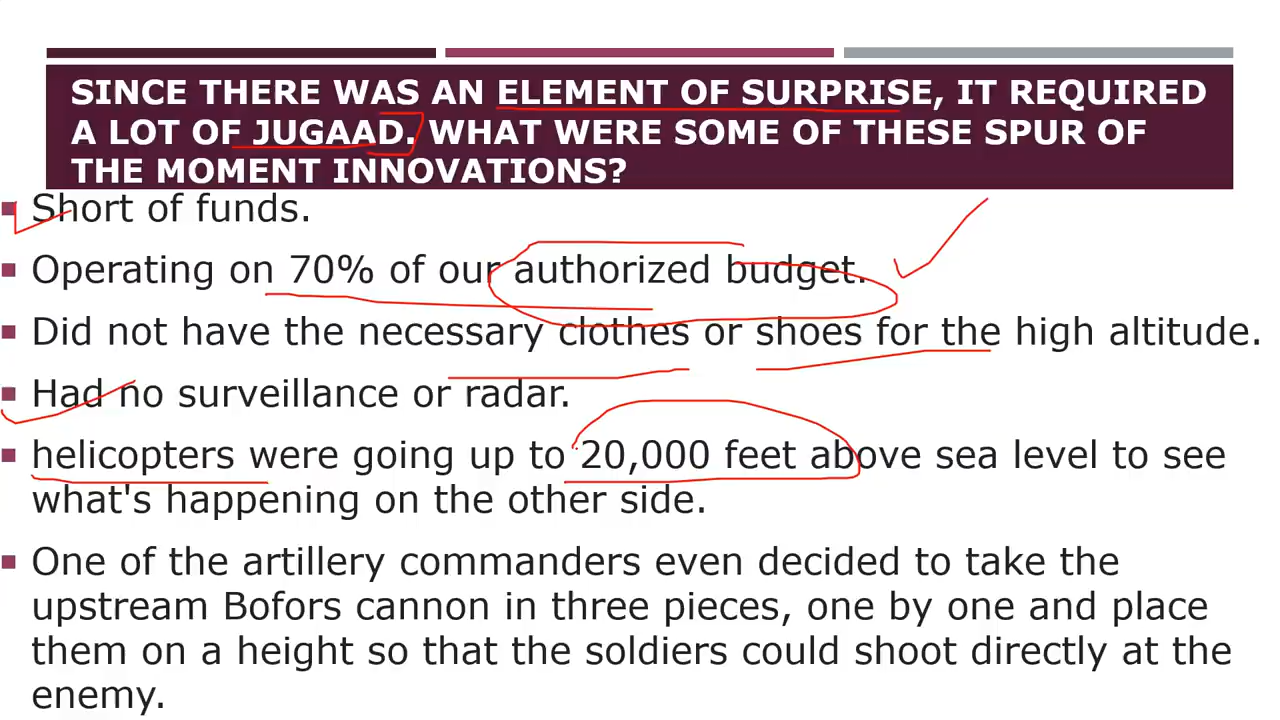 SINCE THERE WAS AN ELEMENT OF SURPRISE, IT REQUIRED
A LOT OF JUGAAD. WHAT WERE SOME OF THESE SPUR OF
THE MOMENT INNOVATIONS?
Short of funds.
Operating on 70% of our authorized budget.
Did not have the necessary clothes or shoes for the high altitude.
Had no surveillance or radar.
helicopters were going up to 20,000 feet above sea level to see
what's happening on the other side.
One of the artillery commanders even decided to take the
upstream Bofors cannon in three pieces, one by one and place
them on a height so that the soldiers could shoot directly at the
enemy.